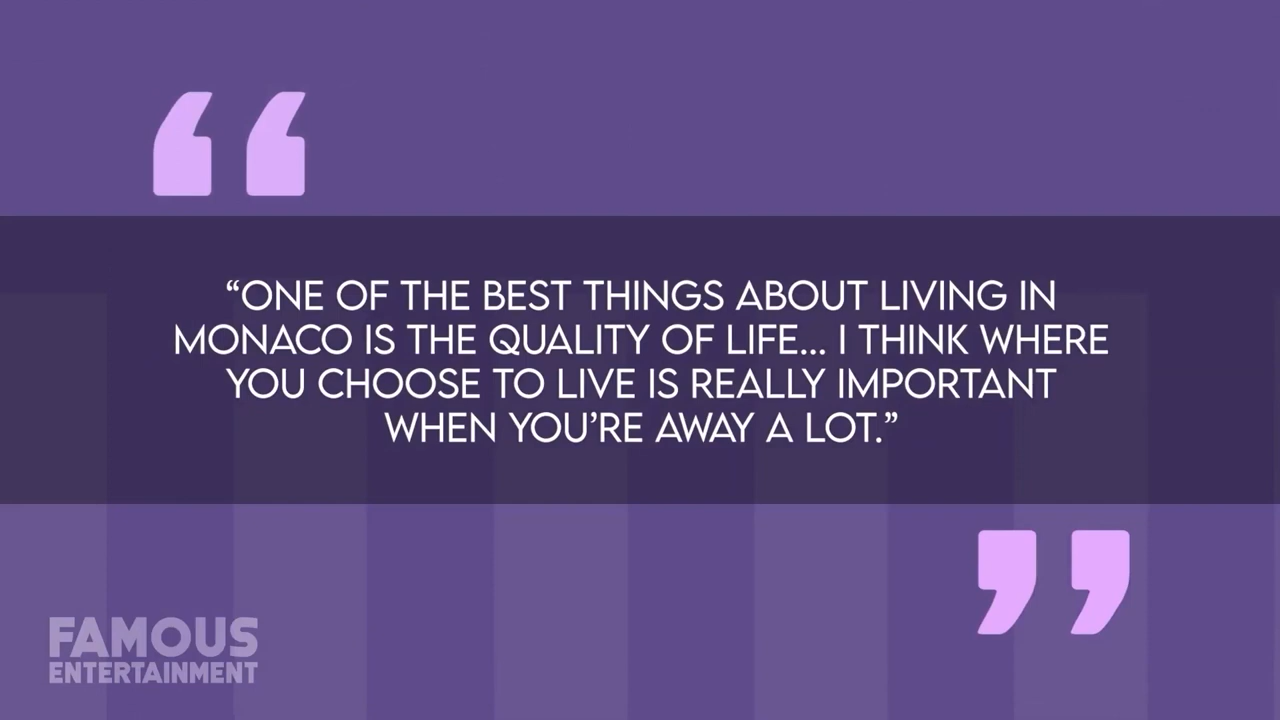 “ONE OF THE BEST THINGS ABOUT LIVING IN
MONACO IS THE QUALITY OF LIFE... I THINK WHERE
YOU CHOOSE TO LIVE IS REALLY IMPORTANT
WHEN YOU’RE AWAY A LOT.”
FAMOUS
ENTERTAINMENT